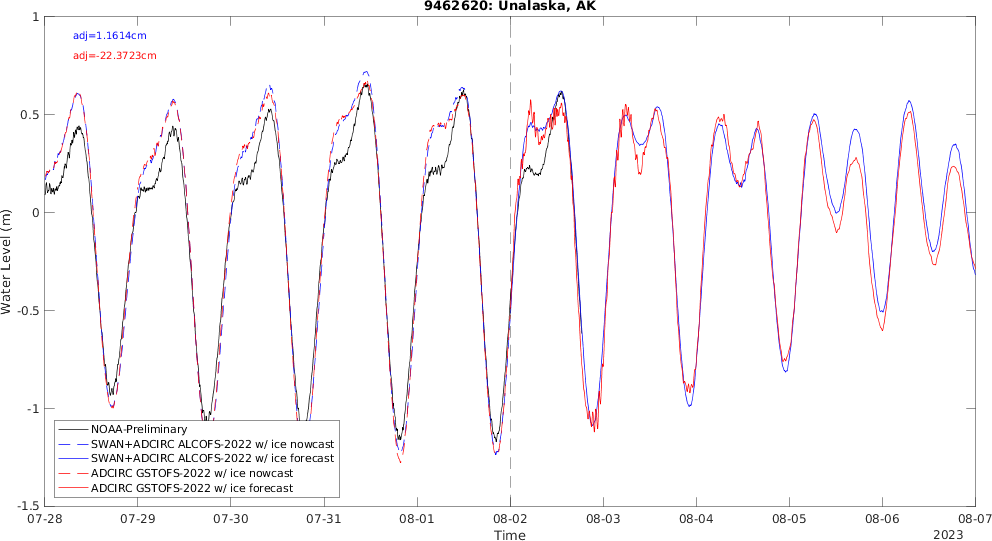 9462620: Unalaska, AK
1
adj=1.1614cm
adj=-22.3723cm
0.5
0
-0.5
-1
-1.5
Water Level (m)
NOAA-Preliminary
SWAN+ADCIRC ALCOFS-2022 w/ ice nowcast
SWAN+ADCIRC ALCOFS-2022 w/ ice forecast
ADCIRC GSTOFS-2022 w/ ice nowcast
ADCIRC GSTOFS-2022 w/ ice forecast
07-28 07-29 07-30 07-31 08-01 08-02 08-03 08-04 08-05 08-06 08-07
Time
2023